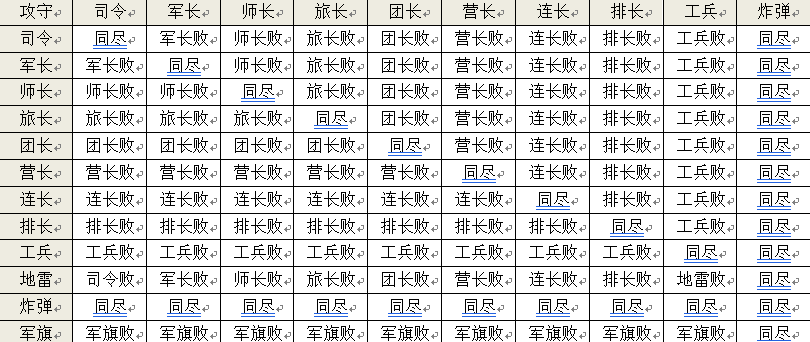 攻守 司令 军长 师长 旅长 团长 营长 连长 排长 工兵 炸弹
司令 同尽 军长败 师长败 旅长败 团长败 营长败 连长败 排长败 工兵败 同尽
军长 军长败 同尽 师长败 旅长败 团长败 营长败 连长败 排长败 工兵败 同尽
师长 师长败 师长败 同尽 旅长败 团长败 营长败 连长败 排长败 工兵败 同尽
旅长 旅长败 旅长败 旅长败 同尽 团长败 营长败 连长败 排长败 工兵败 同尽
团长 团长败 团长败 团长败 团长败 同尽 营长败 连长败 排长败 工兵败 同尽
营长 营长败 营长败 营长败 营长败 营长败 同尽 连长败 排长败 工兵败 同尽
连长 连长败 连长败 连长败 连长败 连长败 连长败 同尽 排长败 工兵败 同尽
排长 排长败 排长败 排长败 排长败 排长败 排长败 排长败 同尽 工兵败 同尽
工兵 工兵败 工兵败 工兵败 工兵败 工兵败 工兵败 工兵败 工兵败 同尽 同尽
地雷 司令败 军长败 师长败 旅长败 团长败 营长败 连长败 排长败 地雷败 同尽
炸弹 同尽 同尽 同尽 同尽 同尽 同尽 同尽 同尽 同尽 同尽
军旗 军旗败 军旗败 军旗败 军旗败 军旗败 军旗败 军旗败 军旗败 军旗败 同尽